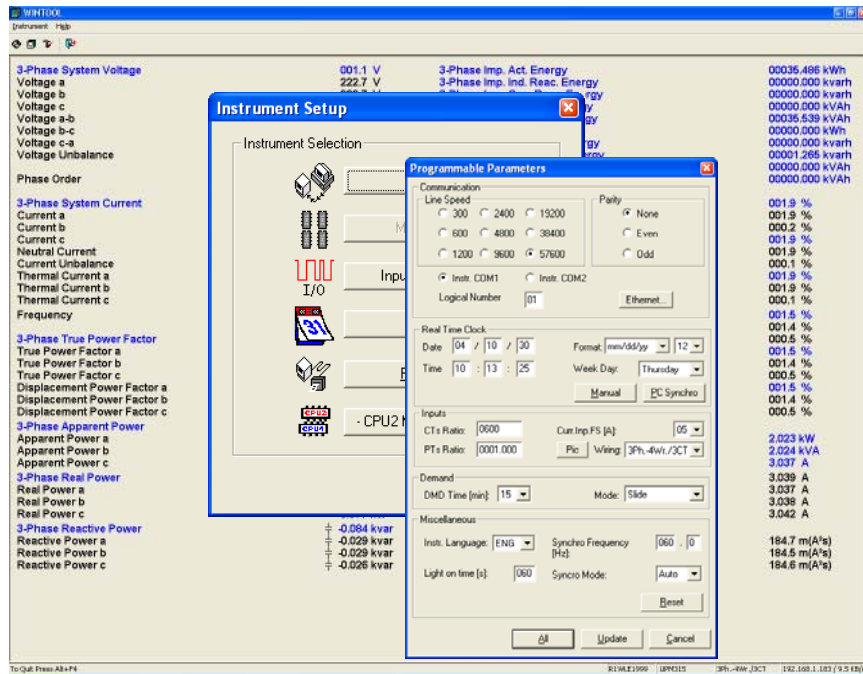 WINTOOL
Instrument Help
3-Phase System Voltage 001.1 V 3-Phase Imp. Act. Energy 00035.486 kWh
Voltage a 222.7 V 3-Phase Imp. Ind. Reac. Energy 00000.000 kvarh
Voltage b 00000.000 kvarh
Voltage c 00000.000 kVAh
Voltage a-b 00035.539 kVAh
Voltage b-c 00000.000 kWh
Voltage c-a 00000.000 kvarh
Voltage Unbalance 00001.265 kvarh
00000.000 kVAh
Phase Order 00000.000 kVAh
3-Phase System Current 001.9 %
Current a 001.9 %
Current b 000.2 %
Current c 001.9 %
Neutral Current 001.9 %
Current Unbalance 000.1 %
Thermal Current a 001.9 %
Thermal Current b 001.9 %
Thermal Current c 000.1 %
Frequency 001.5 %
001.4 %
3-Phase True Power Factor 000.5 %
True Power Factor a 001.5 %
True Power Factor b 001.4 %
True Power Factor c 000.5 %
Displacement Power Factor a 001.5 %
Displacement Power Factor b 001.4 %
Displacement Power Factor c 000.5 %
3-Phase Apparent Power
Apparent Power a 2.023 kW
Apparent Power b 2.024 kVA
Apparent Power c 3.037 A
3-Phase Real Power 3.039 A
Real Power a 3.037 A
Real Power b 3.038 A
Real Power c 3.042 A
3-Phase Reactive Power -0.084 kvar
Reactive Power a -0.029 kvar 184.7 m(A²s)
Reactive Power b -0.029 kvar 184.5 m(A²s)
Reactive Power c -0.026 kvar 184.6 m(A²s)
Instrument Setup
Instrument Selection
I/O Inpu
31
CPU2
CPU1 - CPU2
Programmable Parameters
Communication
Line Speed Parity
300 2400 19200 None
600 4800 38400 Even
1200 9600 57600 Odd
Instr. COM1 Instr. COM2
Logical Number 01 Ethernet...
Real Time Clock
Date 04 / 10 / 30 Format: mm/dd/yy 12
Time 10 : 13 : 25 Week Day: Thursday
Manual PC Synchro
Inputs
CTs Ratio: 0600 Curr.Inp.FS [A]: 05
PTs Ratio: 0001.000 Pic Wiring: 3Ph.-4Wr./3CT
Demand
DMD Time [min]: 15 Mode: Slide
Miscellaneous
Instr. Language: ENG Synchro Frequency [Hz]: 060 . 0
Light on time [s]: 060 Syncro Mode: Auto
Reset
All Update Cancel
To Quit Press Alt+F4 R1WLE1999 UPM315 3Ph.-4Wr./3CT 192.168.1.183